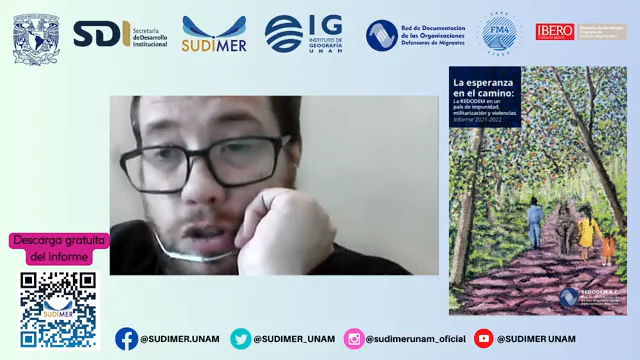 SDI
Secretaría
de Desarrollo
Institucional
SUDIMER
IG
INSTITUTO DE
GEOGRAFÍA
UNAM
Red de Documentación
de las Organizaciones
Defensoras de Migrantes
FM4
IBERO
La esperanza
en el camino:
La REDODEM en un
país de impunidad,
militarización y violencias.
Informe 2021-2022
Descarga gratuita
del informe
SUDIMER
REDODEM A.C.
@SUDIMER.UNAM
@SUDIMER_UNAM
@sudimerunam_oficial
@SUDIMER UNAM